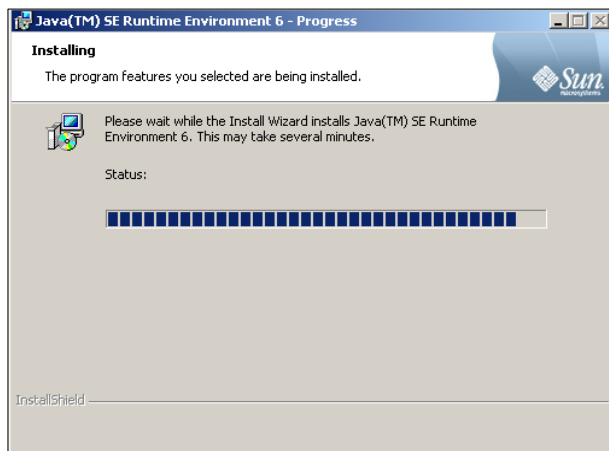 Java(TM) SE Runtime Environment 6 - Progress
Installing
The program features you selected are being installed.
Sun
microsystems
Please wait while the Install Wizard installs Java(TM) SE Runtime
Environment 6. This may take several minutes.
Status:
InstallShield